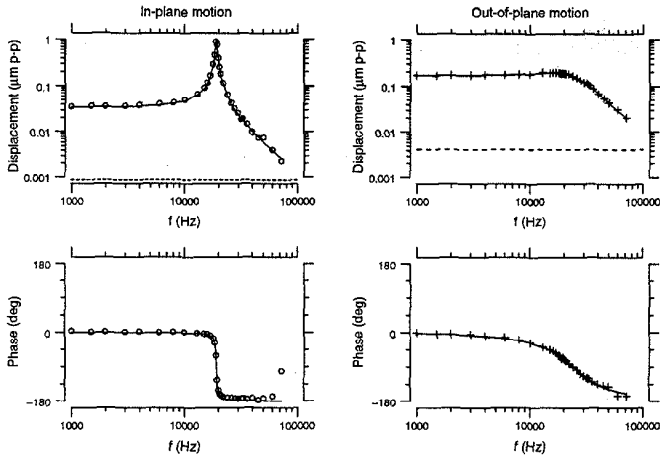 In-plane motion
Out-of-plane motion
Displacement (µm p-p)
1
0.1
0.01
0.001
1000
10000
100000
f (Hz)
Displacement (µm p-p)
1
0.1
0.01
0.001
1000
10000
100000
f (Hz)
Phase (deg)
180
0
-180
1000
10000
100000
f (Hz)
Phase (deg)
180
0
-180
1000
10000
100000
f (Hz)